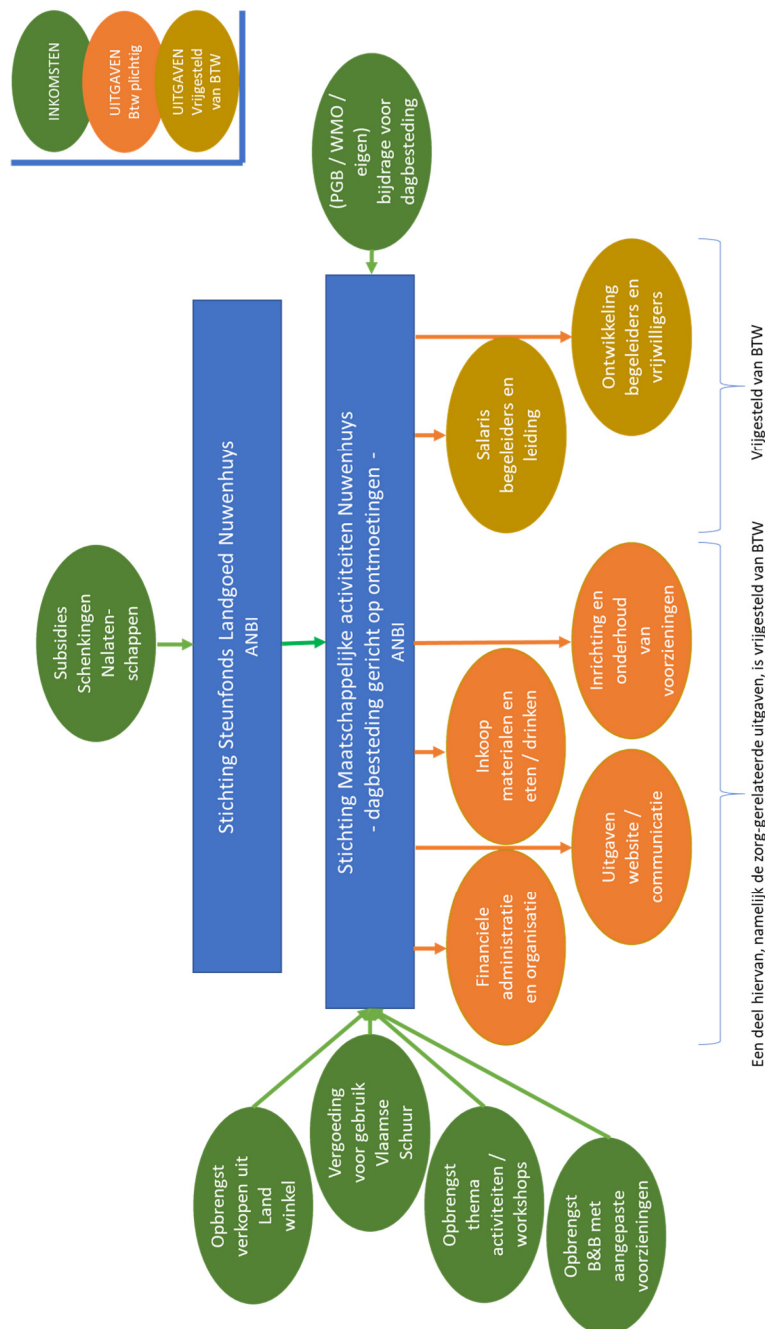 INKOMSTEN
UITGAVEN
Btw plichtig
UITGAVEN
Vrijgesteld
van BTW
Subsidies
Schenkingen
Nalaten-
schappen
Stichting Steunfonds Landgoed Nuwenhuys
ANBI
Stichting Maatschappelijke activiteiten Nuwenhuys
- dagbesteding gericht op ontmoetingen -
ANBI
(PGB / WMO /
eigen)
bijdrage voor
dagbesteding
Opbrengst
verkopen uit
Land
winkel
Vergoeding
voor gebruik
Vlaamse
Schuur
Opbrengst
thema
activiteiten /
workshops
Opbrengst
B&B met
aangepaste
voorzieningen
Financiele
administratie
en organisatie
Uitgaven
website /
communicatie
Inkoop
materialen en
eten / drinken
Inrichting en
onderhoud
van
voorzieningen
Salaris
begeleiders en
leiding
Ontwikkeling
begeleiders en
vrijwilligers
Een deel hiervan, namelijk de zorg-gerelateerde uitgaven, is vrijgesteld van BTW
Vrijgesteld van BTW